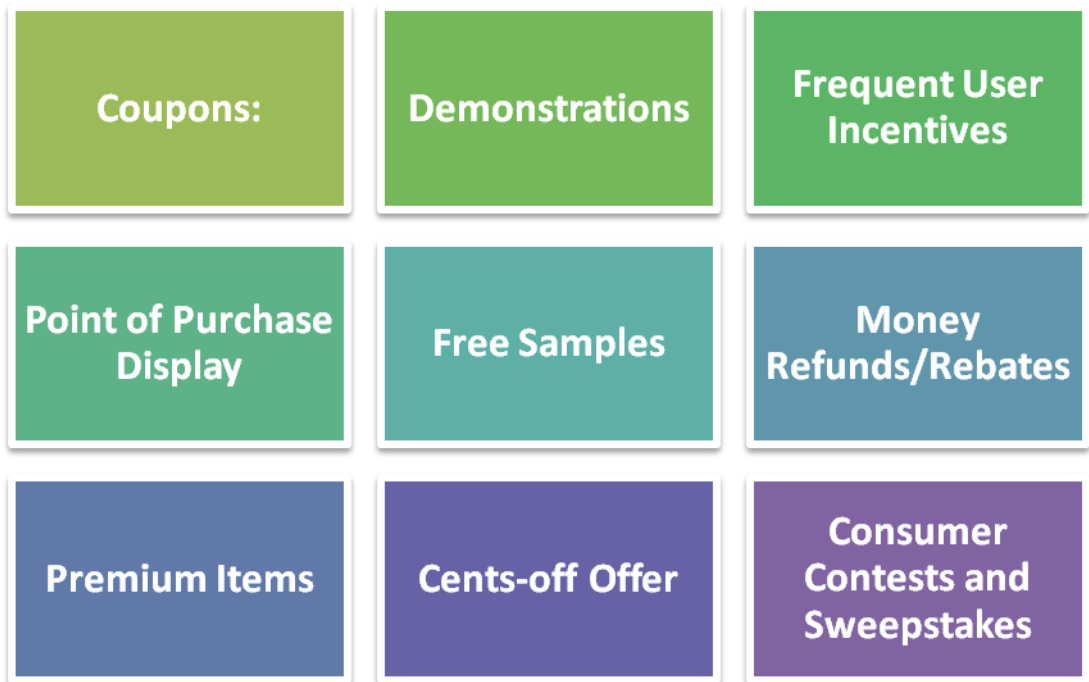 Coupons:
Demonstrations
Frequent User
Incentives
Point of Purchase
Display
Free Samples
Money
Refunds/Rebates
Premium Items
Cents-off Offer
Consumer
Contests and
Sweepstakes